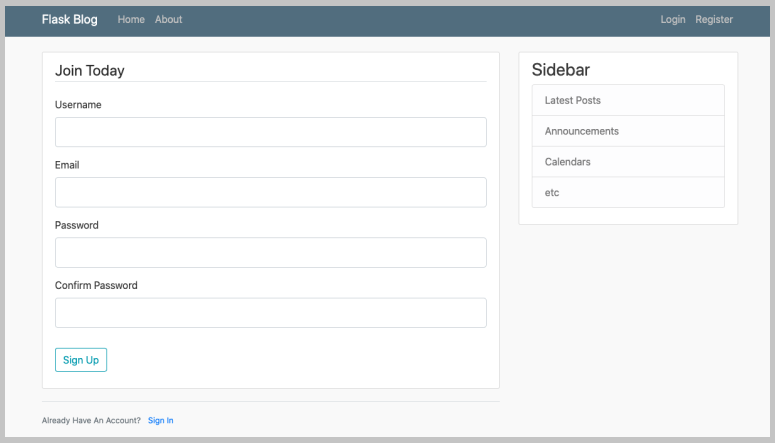 Flask Blog Home About Login Register
Join Today
Username
Email
Password
Confirm Password
Sign Up
Already Have An Account? Sign In
Sidebar
Latest Posts
Announcements
Calendars
etc